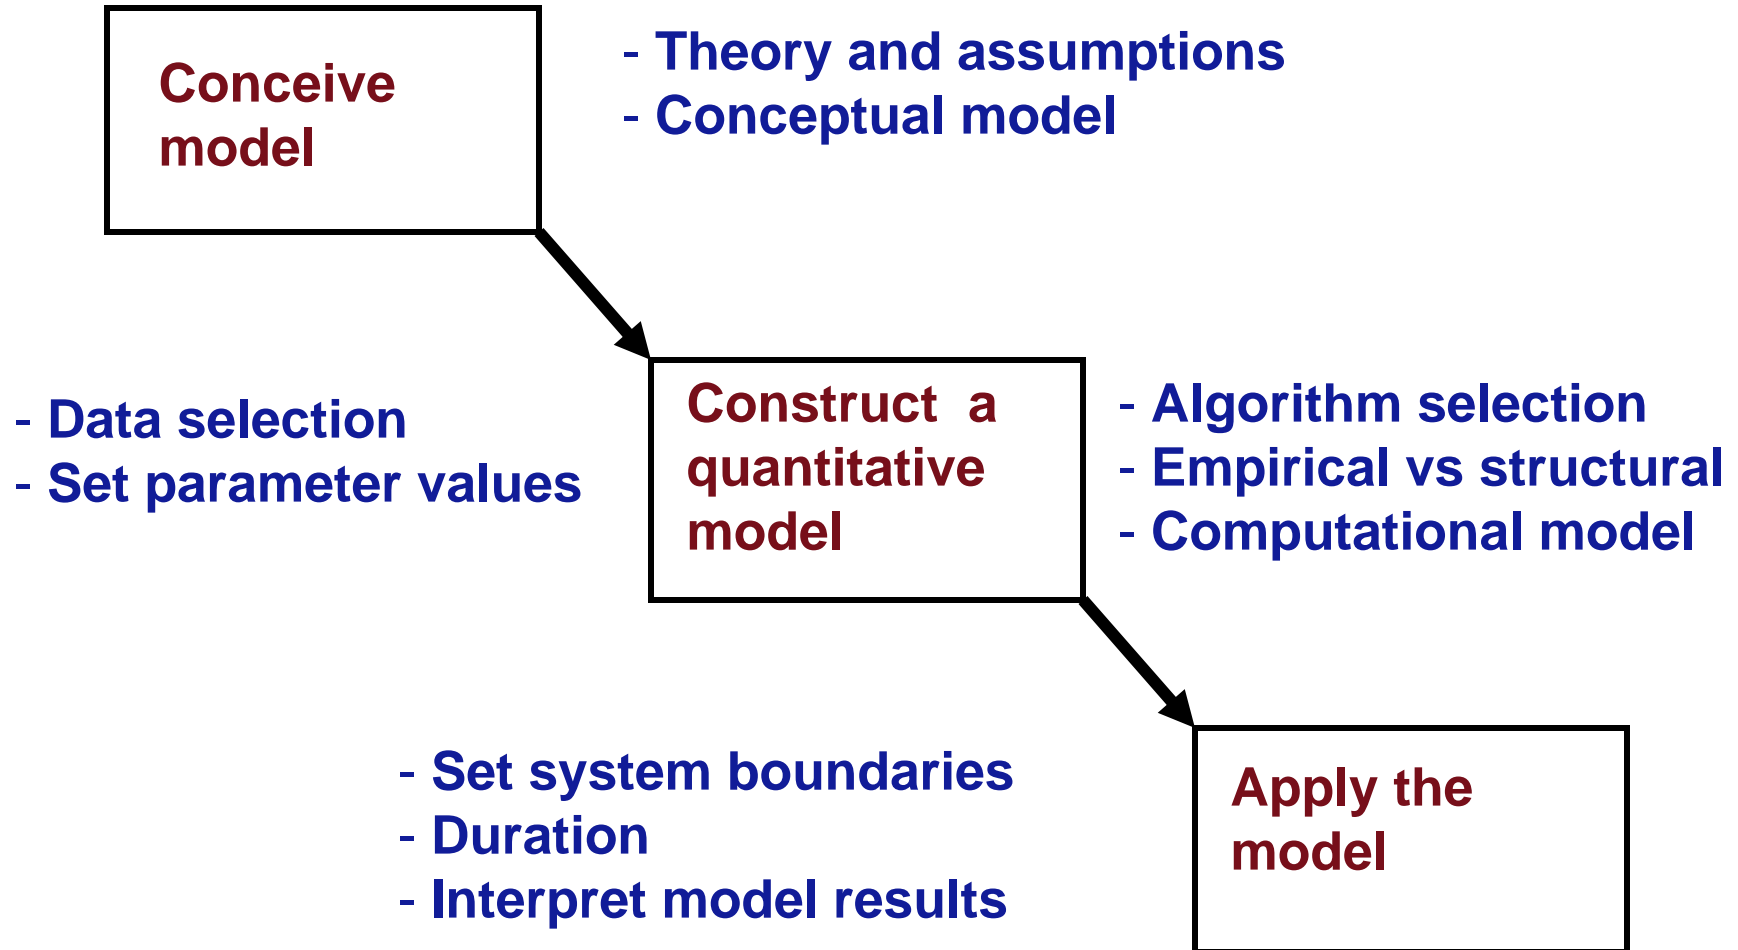 Conceive
model
- Theory and assumptions
- Conceptual model
- Data selection
- Set parameter values
Construct a
quantitative
model
- Algorithm selection
- Empirical vs structural
- Computational model
- Set system boundaries
- Duration
- Interpret model results
Apply the
model